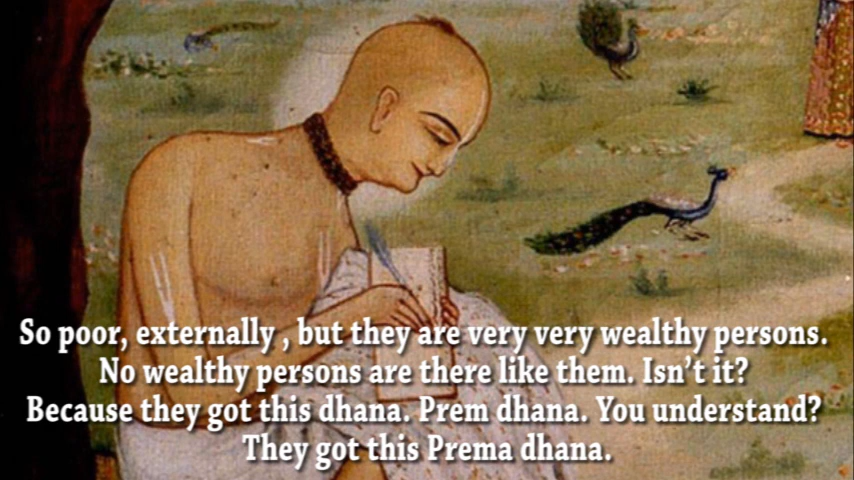 So poor, externally , but they are very very wealthy persons.
No wealthy persons are there like them. Isn't it?
Because they got this dhana. Prem dhana. You understand?
They got this Prema dhana.